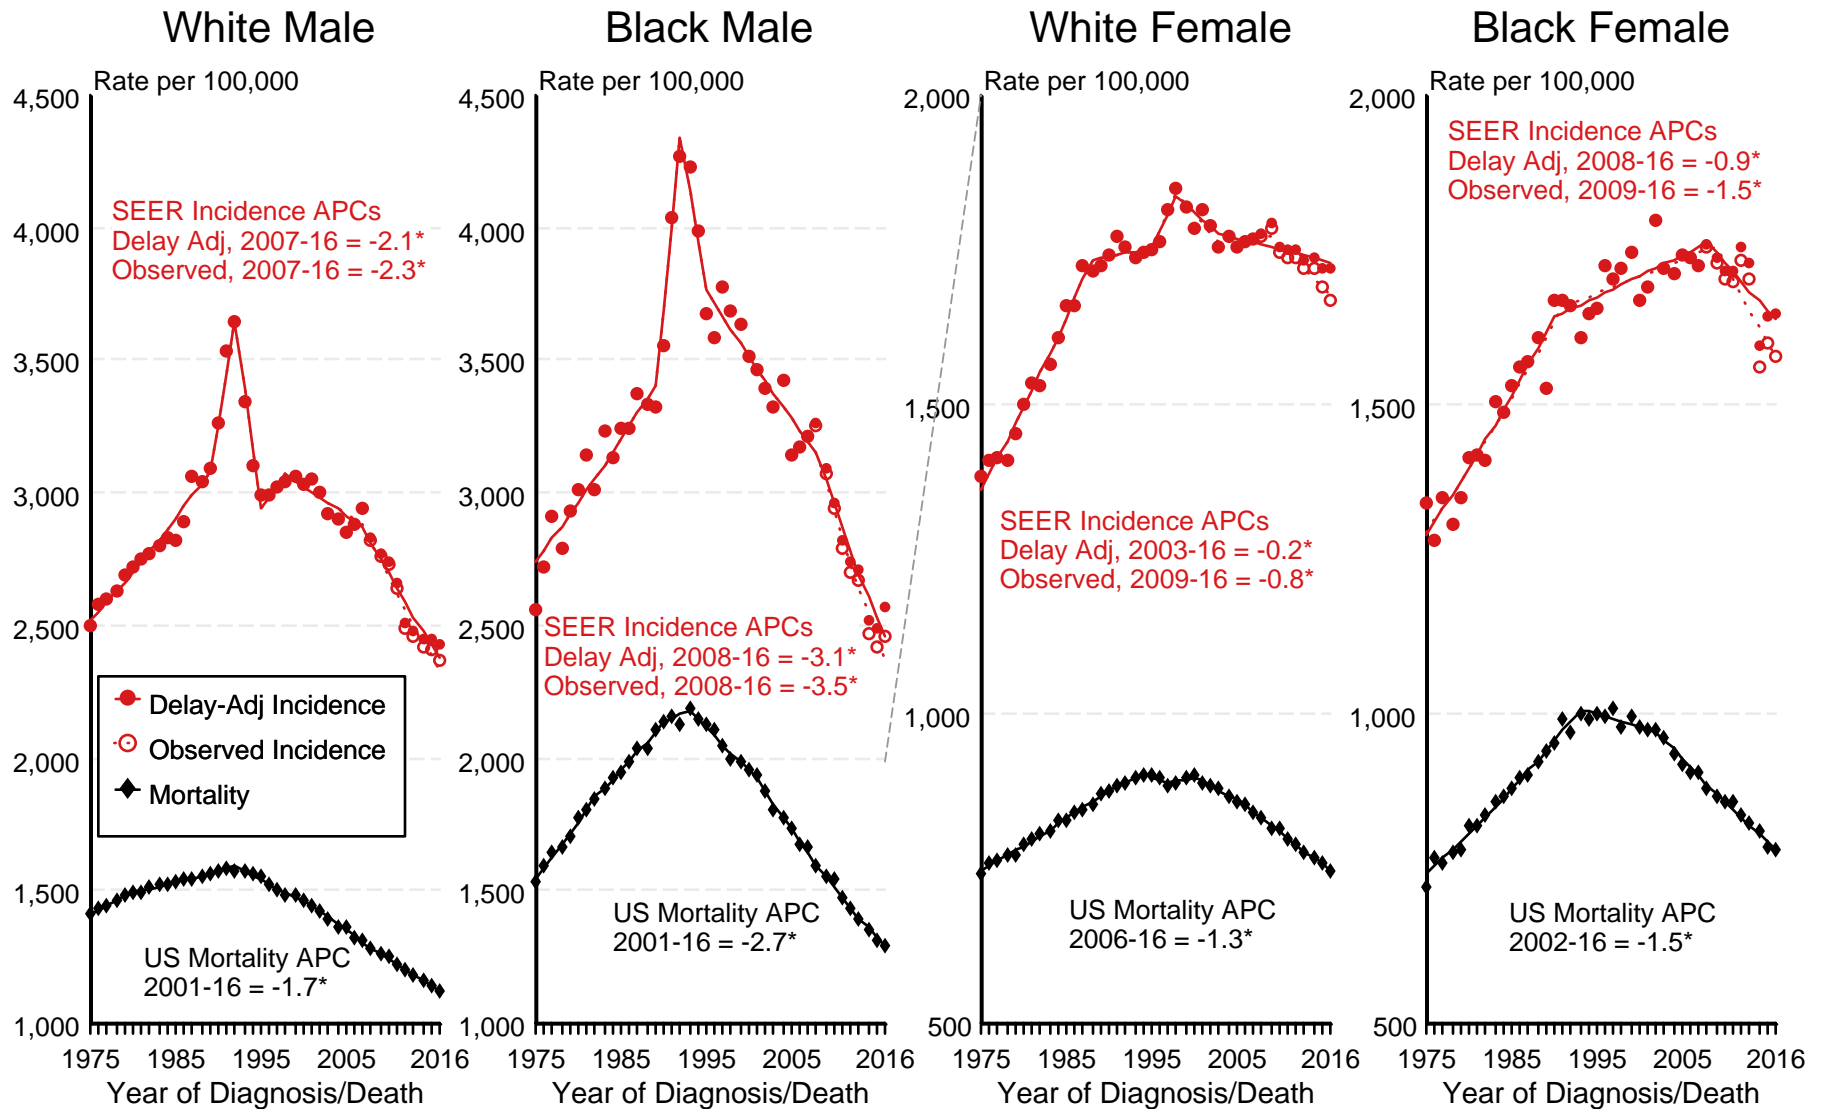 White Male
Rate per 100,000
4,500
4,000
3,500
3,000
2,500
2,000
1,500
1,000
SEER Incidence APCs
Delay Adj, 2007-16 = -2.1*
Observed, 2007-16 = -2.3*
Delay-Adj Incidence
Observed Incidence
Mortality
US Mortality APC
2001-16 = -1.7*
1975 1985 1995 2005 2016
Year of Diagnosis/Death
Black Male
Rate per 100,000
4,500
4,000
3,500
3,000
2,500
2,000
1,500
1,000
SEER Incidence APCs
Delay Adj, 2008-16 = -3.1*
Observed, 2008-16 = -3.5*
US Mortality APC
2001-16 = -2.7*
1975 1985 1995 2005 2016
Year of Diagnosis/Death
White Female
Rate per 100,000
2,000
1,500
1,000
500
SEER Incidence APCs
Delay Adj, 2003-16 = -0.2*
Observed, 2009-16 = -0.8*
US Mortality APC
2006-16 = -1.3*
1975 1985 1995 2005 2016
Year of Diagnosis/Death
Black Female
Rate per 100,000
2,000
1,500
1,000
500
SEER Incidence APCs
Delay Adj, 2008-16 = -0.9*
Observed, 2009-16 = -1.5*
US Mortality APC
2002-16 = -1.5*
1975 1985 1995 2005 2016
Year of Diagnosis/Death